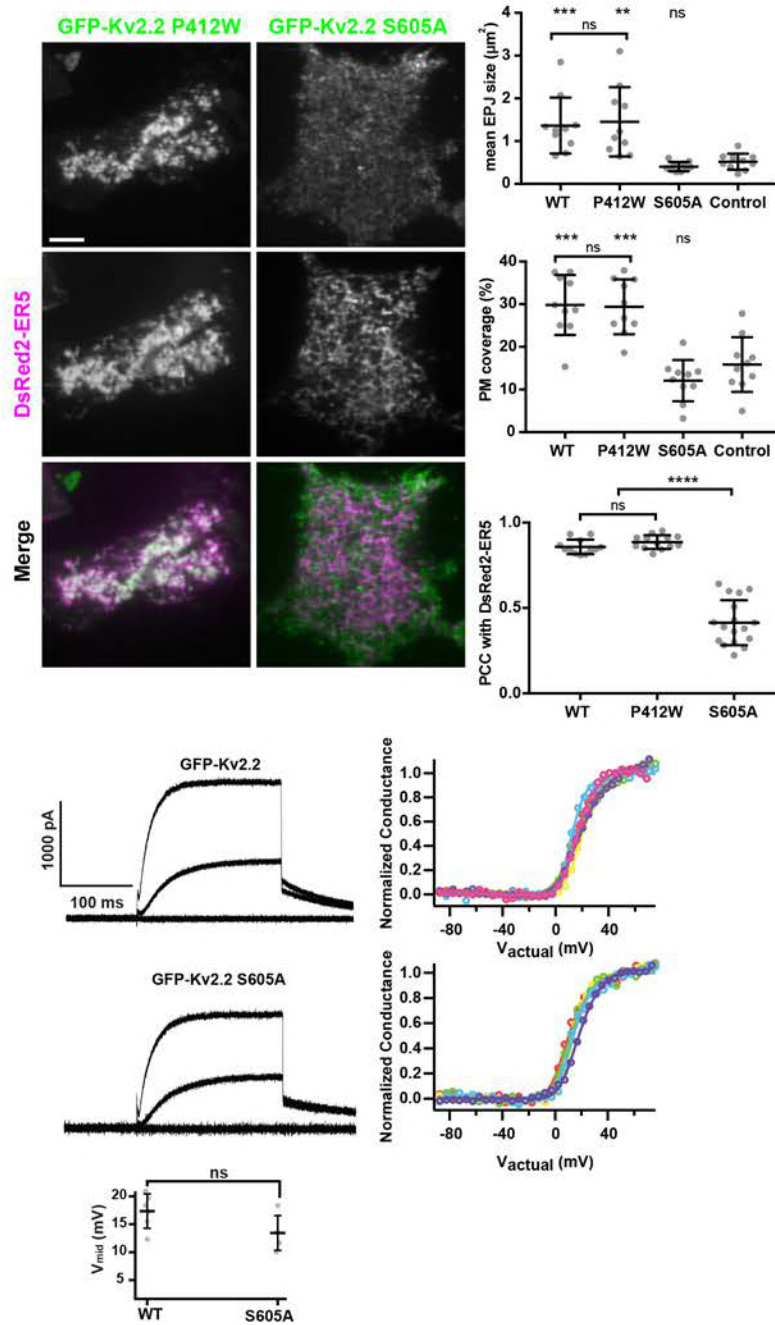 GFP-Kv2.2 P412W
GFP-Kv2.2 S605A
DsRed2-ER5
Merge
mean EPJ size (µm²)
*** ** ns
ns
4
3
2
1
0
WT P412W S605A Control
PM coverage (%)
*** *** ns
ns
40
30
20
10
0
WT P412W S605A Control
PCC with DsRed2-ER5
****
ns
1.0
0.5
0.0
WT P412W S605A
GFP-Kv2.2
1000 pA
100 ms
Normalized Conductance
1.0
0.8
0.6
0.4
0.2
0.0
-80 -40 0 40
Vactual (mV)
GFP-Kv2.2 S605A
Normalized Conductance
1.0
0.8
0.6
0.4
0.2
0.0
-80 -40 0 40
Vactual (mV)
ns
Vmid (mV)
20
15
10
5
WT S605A